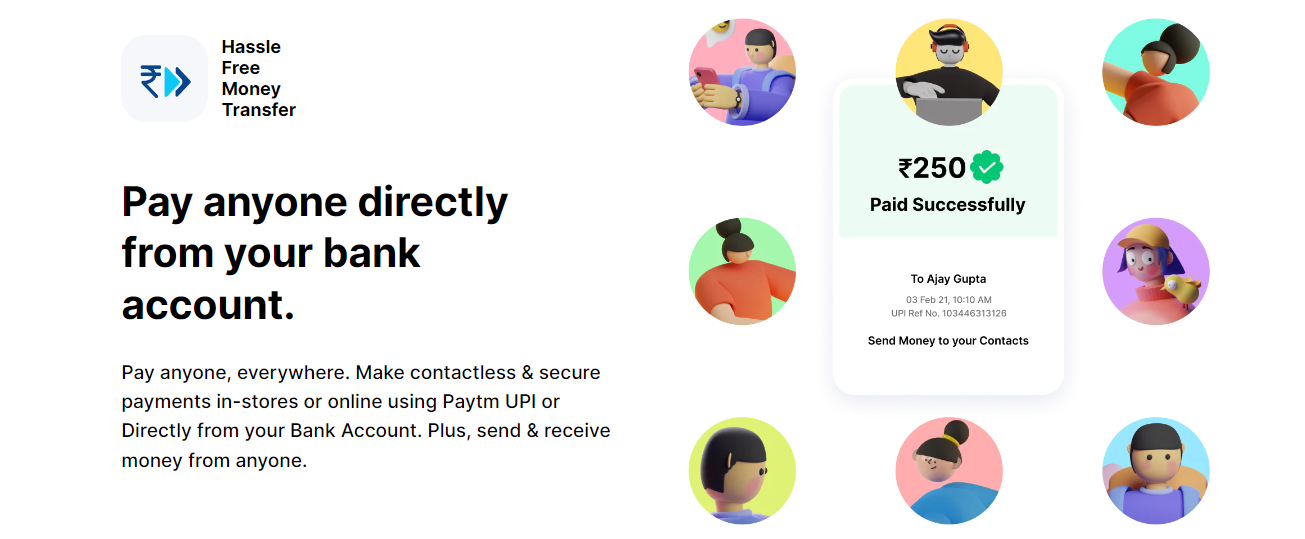 Hassle
Free
Money
Transfer
Pay anyone directly
from your bank
account.
Pay anyone, everywhere. Make contactless & secure
payments in-stores or online using Paytm UPI or
Directly from your Bank Account. Plus, send & receive
money from anyone.
₹250
Paid Successfully
To Ajay Gupta
03 Feb 21, 10:10 AM
UPI Ref No. 103446313126
Send Money to your Contacts